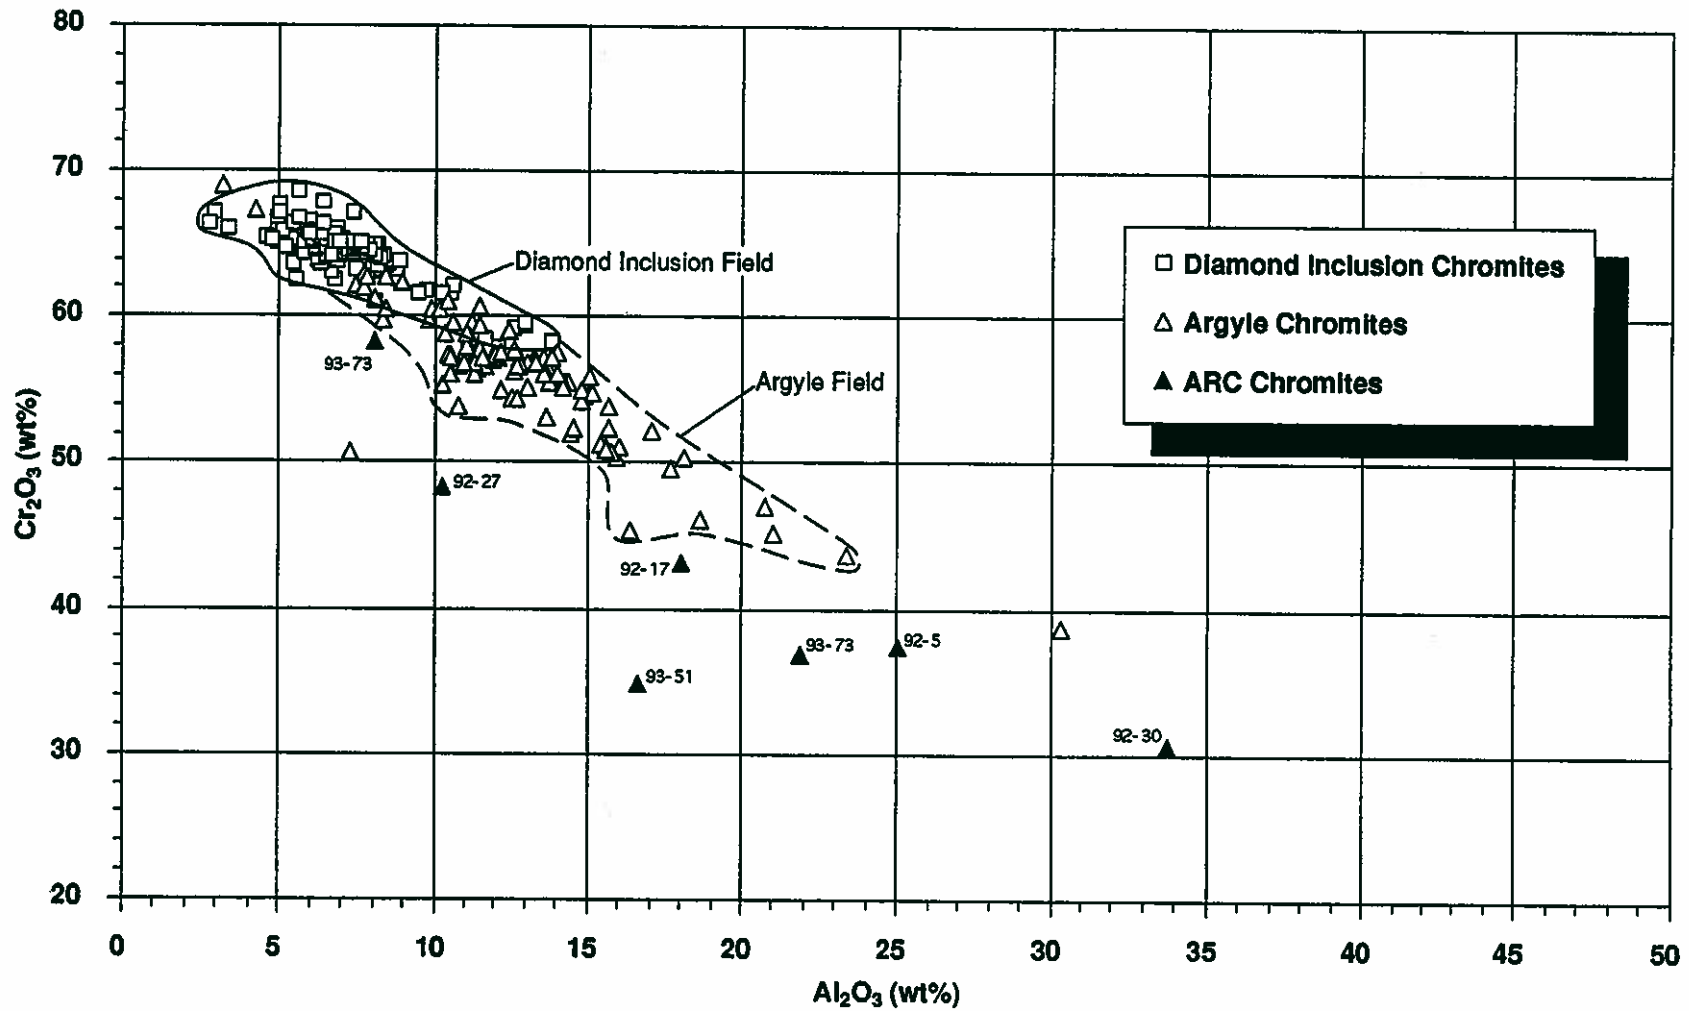 80
70
60
50
40
30
20
Cr₂O₃ (wt%)
Diamond Inclusion Field
Argyle Field
□ Diamond Inclusion Chromites
△ Argyle Chromites
▲ ARC Chromites
93-73
92-27
92-17
93-73
92-5
93-51
92-30
0 5 10 15 20 25 30 35 40 45 50
Al₂O₃ (wt%)